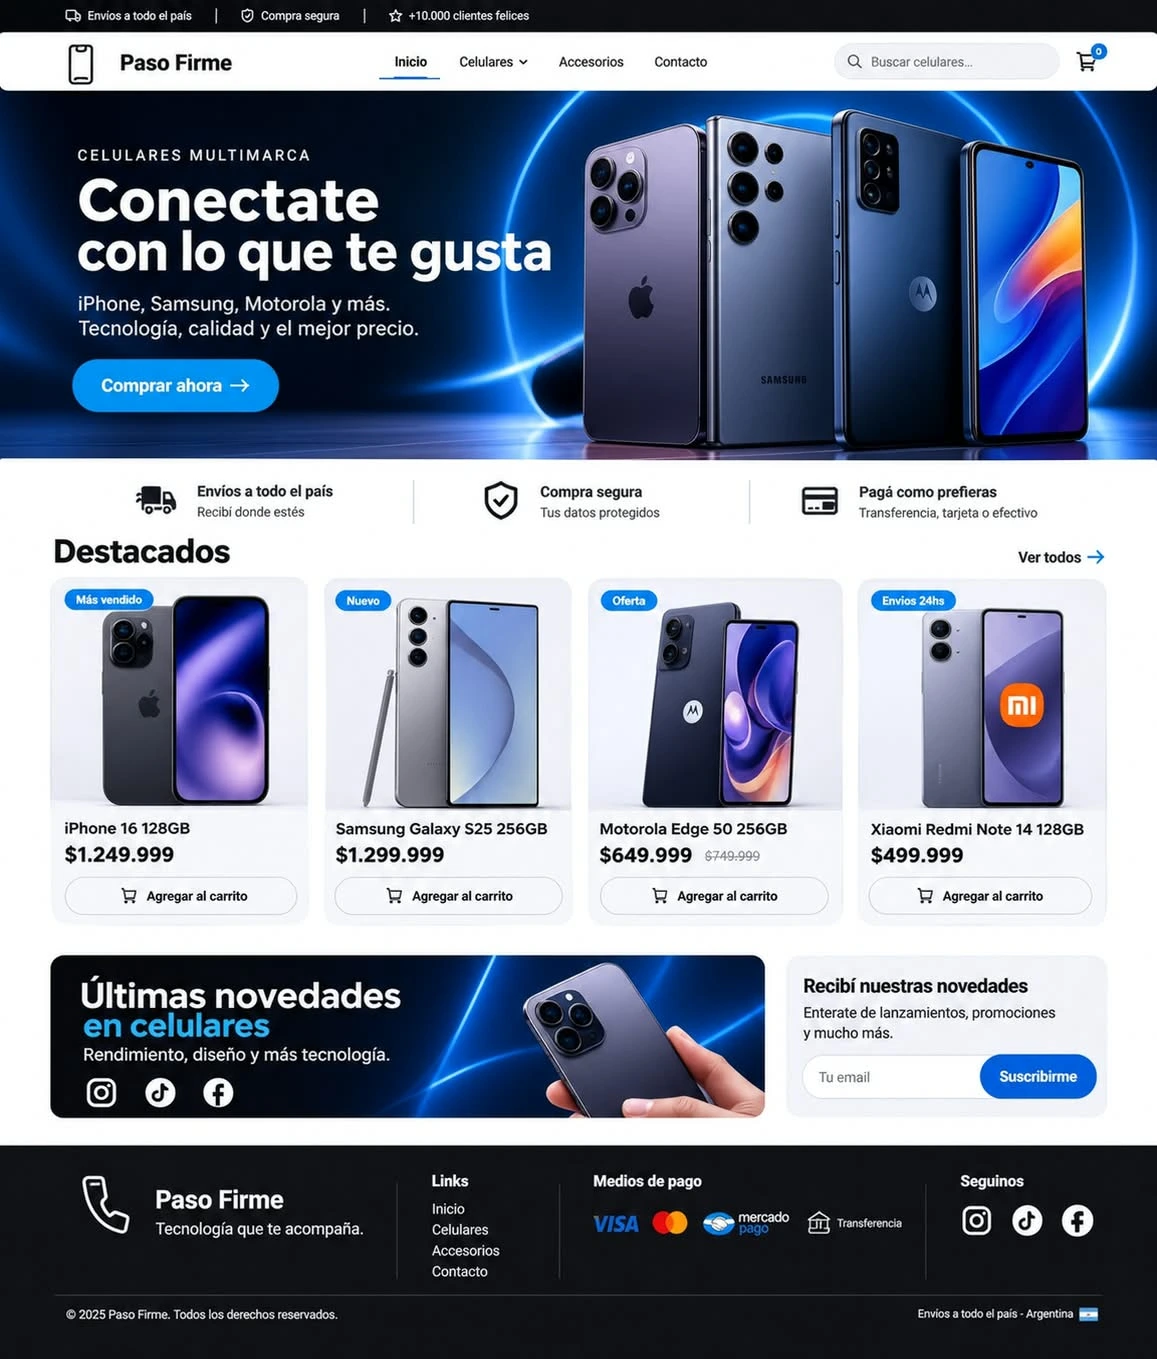 Envíos a todo el país
Compra segura
+10.000 clientes felices
Paso Firme
Inicio
Celulares
Accesorios
Contacto
Buscar celulares...
0
CELULARES MULTIMARCA
Conectate
con lo que te gusta
iPhone, Samsung, Motorola y más.
Tecnología, calidad y el mejor precio.
Comprar ahora
SAMSUNG
Envíos a todo el país
Recibí donde estés
Compra segura
Tus datos protegidos
Pagá como prefieras
Transferencia, tarjeta o efectivo
Destacados
Ver todos
Más vendido
iPhone 16 128GB
$1.249.999
Agregar al carrito
Nuevo
Samsung Galaxy S25 256GB
$1.299.999
Agregar al carrito
Oferta
Motorola Edge 50 256GB
$649.999 $749.999
Agregar al carrito
Envíos 24hs
mi
Xiaomi Redmi Note 14 128GB
$499.999
Agregar al carrito
Últimas novedades
en celulares
Rendimiento, diseño y más tecnología.
Recibí nuestras novedades
Enterate de lanzamientos, promociones
y mucho más.
Tu email
Suscribirme
Paso Firme
Tecnología que te acompaña.
Links
Inicio
Celulares
Accesorios
Contacto
Medios de pago
VISA
mercado
pago
Transferencia
Seguinos
© 2025 Paso Firme. Todos los derechos reservados.
Envíos a todo el país - Argentina